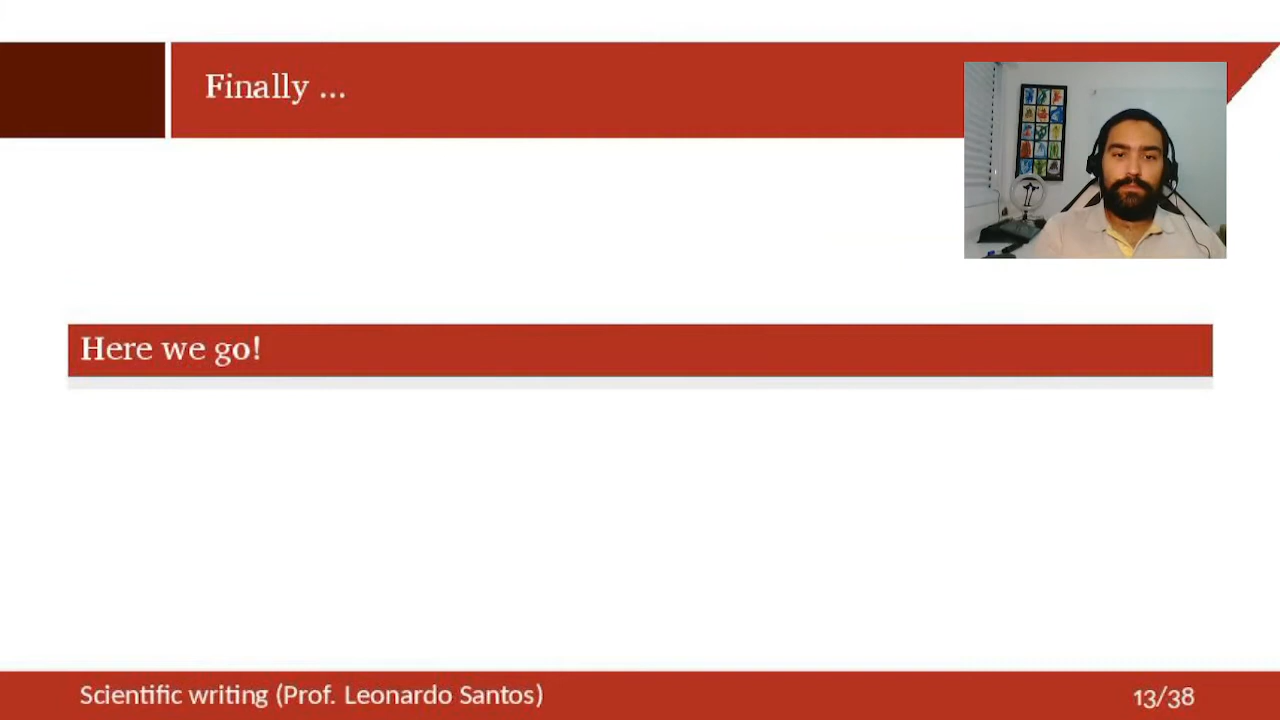 Finally ...
Here we go!
Scientific writing (Prof. Leonardo Santos)
13/38